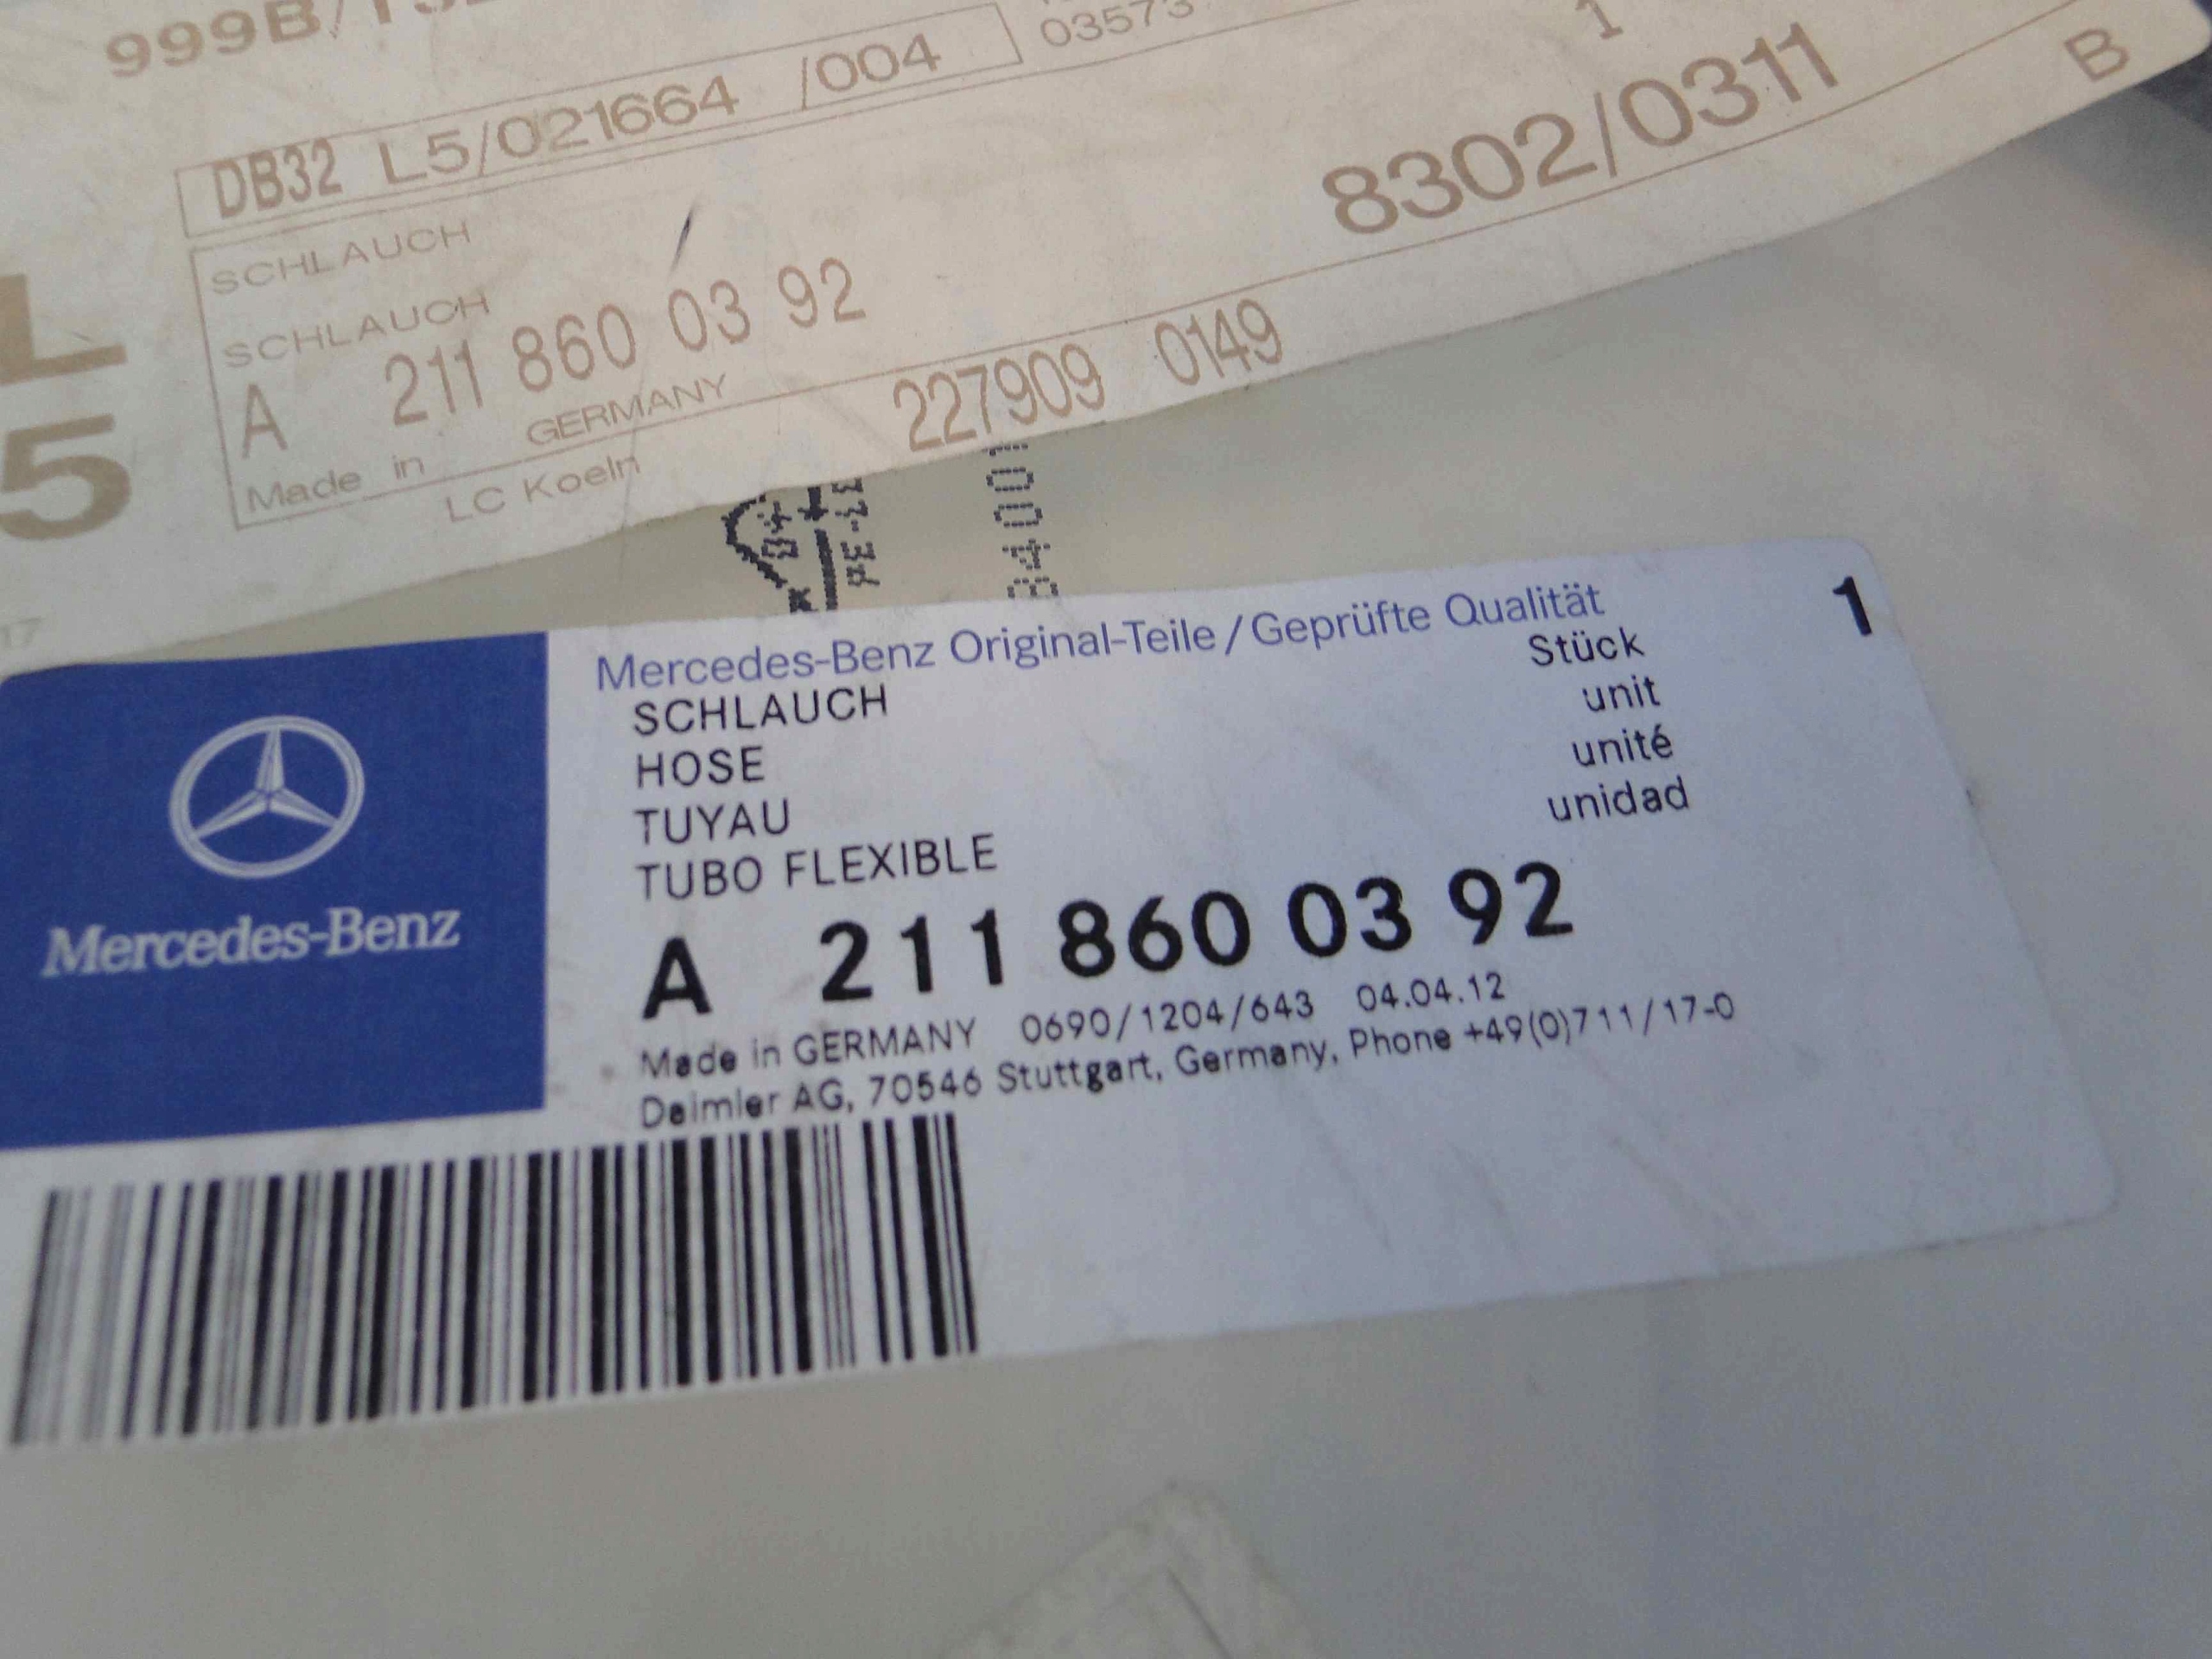 DB32 L5/021664 /004
1
8302/0311
B
SCHLAUCH
SCHLAUCH
A 211 860 03 92
Made in GERMANY
227909 0149
LC Koeln
L
5
17
Mercedes-Benz Original-Teile/Geprüfte Qualität
1
SCHLAUCH Stück
HOSE unit
TUYAU unité
TUBO FLEXIBLE unidad
A 211 860 03 92
Made in GERMANY 0690/1204/643 04.04.12
Daimler AG, 70546 Stuttgart, Germany, Phone +49(0)711/17-0
Mercedes-Benz